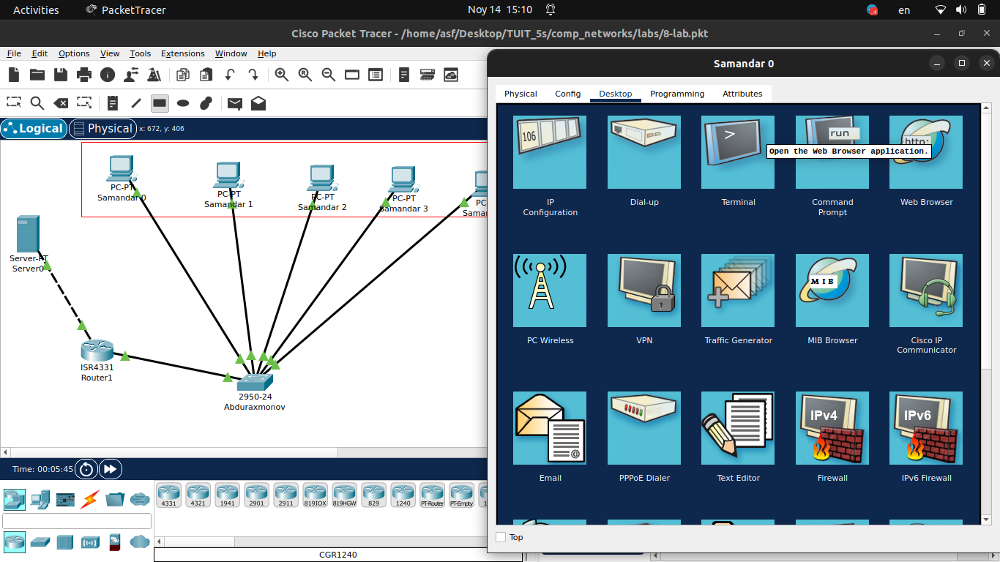 Activities PacketTracer Noy 14 15:10 en
Cisco Packet Tracer - /home/asf/Desktop/TUIT_5s/comp_networks/labs/8-lab.pkt
File Edit Options View Tools Extensions Window Help
Logical Physical x: 672, y: 406
PC-PT
Samandar 0
PC-PT
Samandar 1
PC-PT
Samandar 2
PC-PT
Samandar 3
PC
Saman
Server-PT
Server0
ISR4331
Router1
2950-24
Abduraxmonov
Time: 00:05:45
4331 4321 1941 2901 2911 819IOX 819HGW 829 1240 PT-Router PT-Empty
CGR1240
Samandar 0
Physical Config Desktop Programming Attributes
106
run
http:
Open the Web Browser application.
IP
Configuration
Dial-up
Terminal
Command
Prompt
Web Browser
MIB
PC Wireless
VPN
Traffic Generator
MIB Browser
Cisco IP
Communicator
IPv4
IPv6
Email
PPPoE Dialer
Text Editor
Firewall
IPv6 Firewall
Top